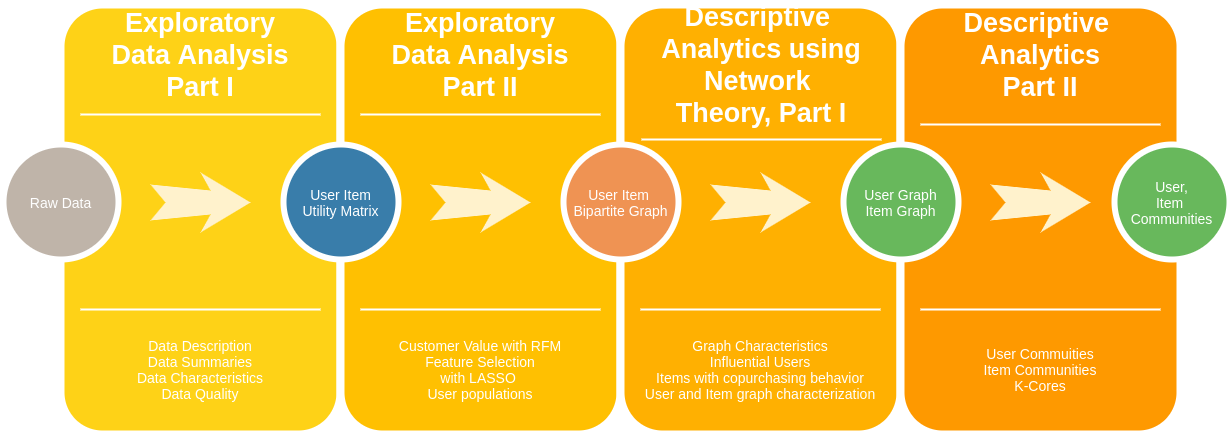 Exploratory
Data Analysis
Part I
Exploratory
Data Analysis
Part II
Descriptive
Analytics using
Network
Theory, Part I
Descriptive
Analytics
Part II
Raw Data
User Item
Utility Matrix
User Item
Bipartite Graph
User Graph
Item Graph
User,
Item
Communities
Data Description
Data Summaries
Data Characteristics
Data Quality
Customer Value with RFM
Feature Selection
with LASSO
User populations
Graph Characteristics
Influential Users
Items with copurchasing behavior
User and Item graph characterization
User Commuities
Item Communities
K-Cores